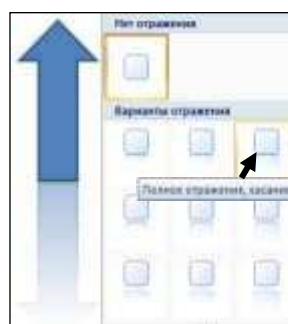 Нет отражения
Варианты отражения
Полное отражение, касание